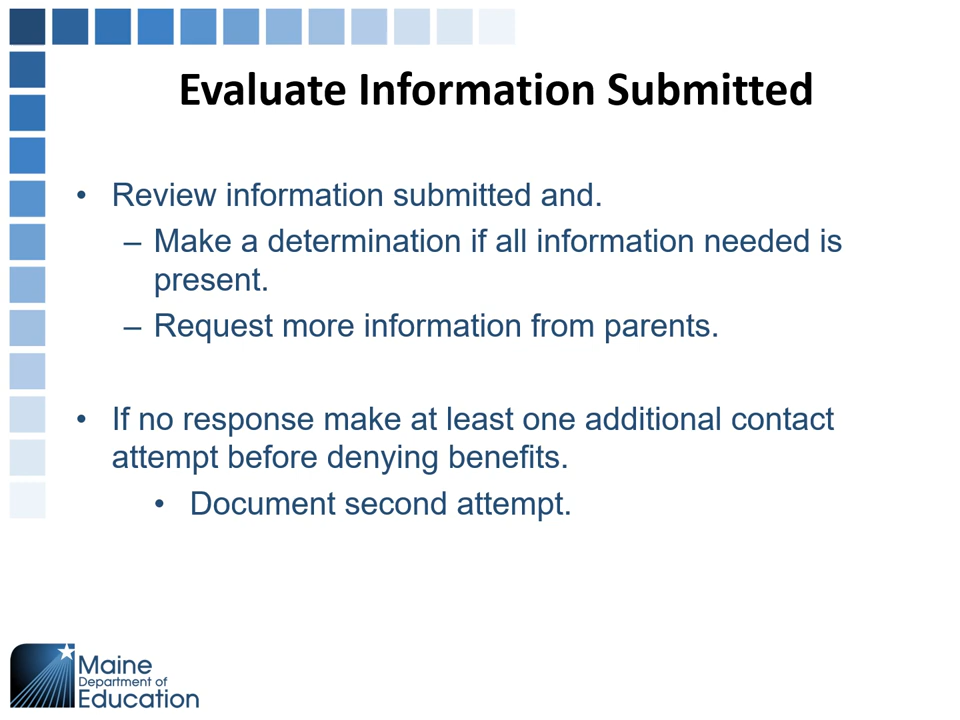 Evaluate Information Submitted
• Review information submitted and.
– Make a determination if all information needed is
present.
– Request more information from parents.
• If no response make at least one additional contact
attempt before denying benefits.
• Document second attempt.
Maine
Department of
Education